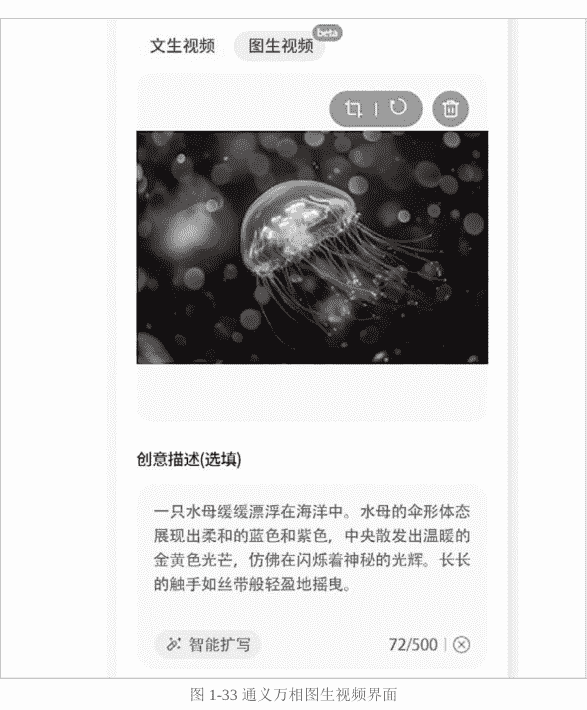 文生视频 图生视频 beta
创意描述(选填)
一只水母缓缓漂浮在海洋中。水母的伞形体态
展现出柔和的蓝色和紫色，中央散发出温暖的
金黄色光芒，仿佛在闪烁着神秘的光辉。长长
的触手如丝带般轻盈地摇曳。
智能扩写 72/500
图 1-33 通义万相图生视频界面